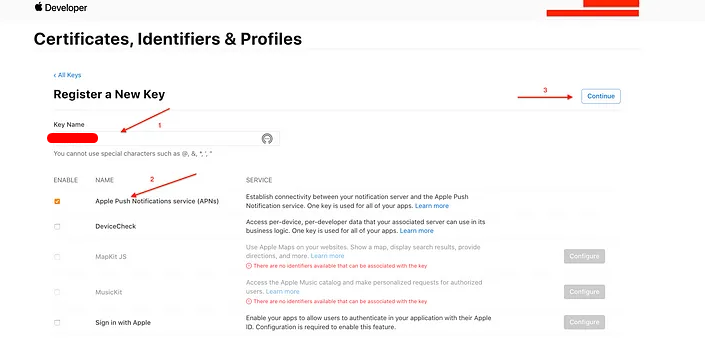 Developer
Certificates, Identifiers & Profiles
‹ All Keys
Register a New Key
3
Continue
Key Name
1
You cannot use special characters such as @, &, *, ', "
2
ENABLE NAME SERVICE
Apple Push Notifications service (APNs)
Establish connectivity between your notification server and the Apple Push
Notification service. One key is used for all of your apps. Learn more
DeviceCheck
Access per-device, per-developer data that your associated server can use in its
business logic. One key is used for all of your apps. Learn more
MapKit JS
Use Apple Maps on your websites. Show a map, display search results, provide
directions, and more. Learn more
There are no identifiers available that can be associated with the key
Configure
MusicKit
Access the Apple Music catalog and make personalized requests for authorized
users. Learn more
There are no identifiers available that can be associated with the key
Configure
Sign in with Apple
Enable your apps to allow users to authenticate in your application with their Apple
ID. Configuration is required to enable this feature.
Configure